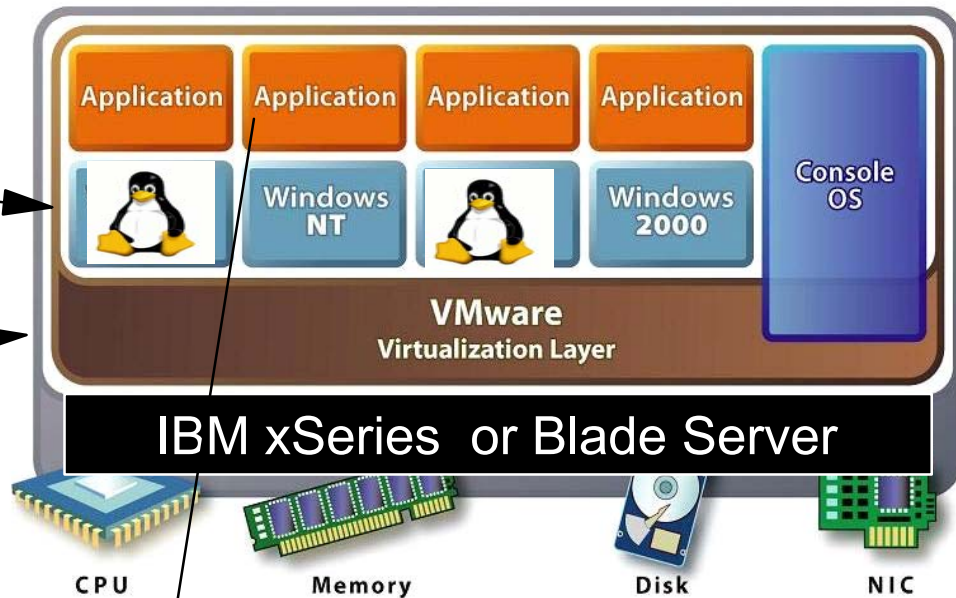 Application
Application
Application
Application
Windows
NT
Windows
2000
Console
OS
VMware
Virtualization Layer
IBM xSeries or Blade Server
CPU
Memory
Disk
NIC